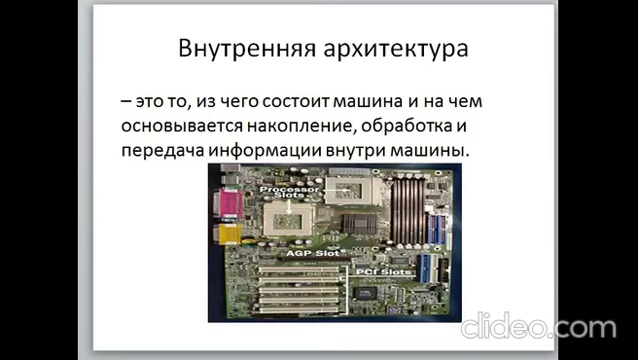 Внутренняя архитектура
– это то, из чего состоит машина и на чем
основывается накопление, обработка и
передача информации внутри машины.
Processor
Slots
AGP Slot
PCI Slots
clideo.com